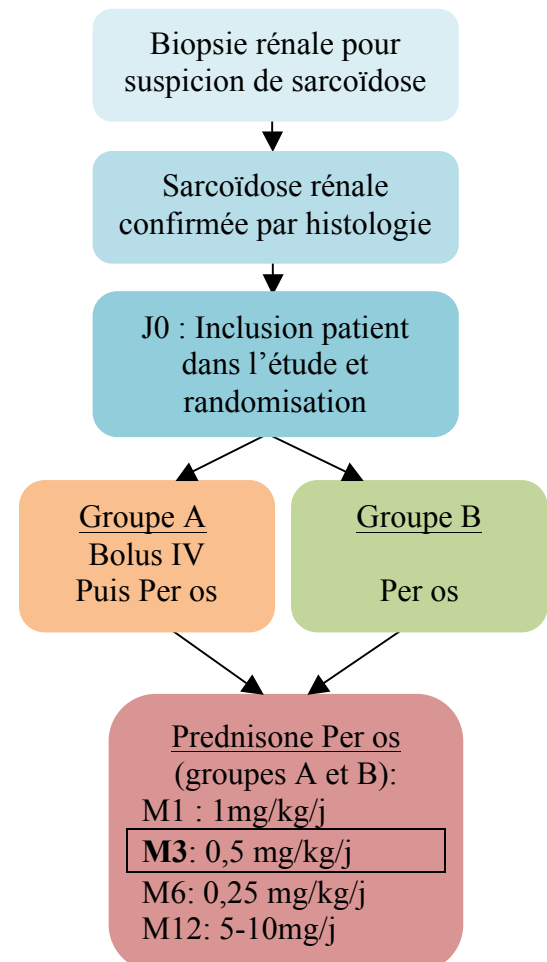 Biopsie rénale pour
suspicion de sarcoïdose
Sarcoïdose rénale
confirmée par histologie
J0 : Inclusion patient
dans l’étude et
randomisation
Groupe A
Bolus IV
Puis Per os
Groupe B
Per os
Prednisone Per os
(groupes A et B):
M1 : 1mg/kg/j
M3: 0,5 mg/kg/j
M6: 0,25 mg/kg/j
M12: 5-10mg/j